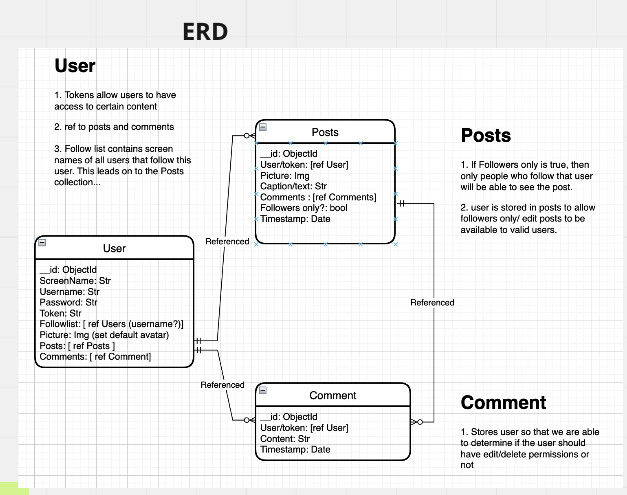 ERD
User
1. Tokens allow users to have
access to certain content
2. ref to posts and comments
3. Follow list contains screen
names of all users that follow this
user. This leads on to the Posts
collection...
Posts
__id: ObjectId
User/token: [ref User]
Picture: Img
Caption/text: Str
Comments : [ref Comments]
Followers only?: bool
Timestamp: Date
Posts
1. If Followers only is true, then
only people who follow that user
will be able to see the post.
2. user is stored in posts to allow
followers only/ edit posts to be
available to valid users.
User
__id: ObjectId
ScreenName: Str
Username: Str
Password: Str
Token: Str
Followlist: [ ref Users (username?)]
Picture: Img (set default avatar)
Posts: [ ref Posts ]
Comments: [ ref Comment]
Referenced
Referenced
Referenced
Comment
__id: ObjectId
User/token: [ref User]
Content: Str
Timestamp: Date
Comment
1. Stores user so that we are able
to determine if the user should
have edit/delete permissions or
not